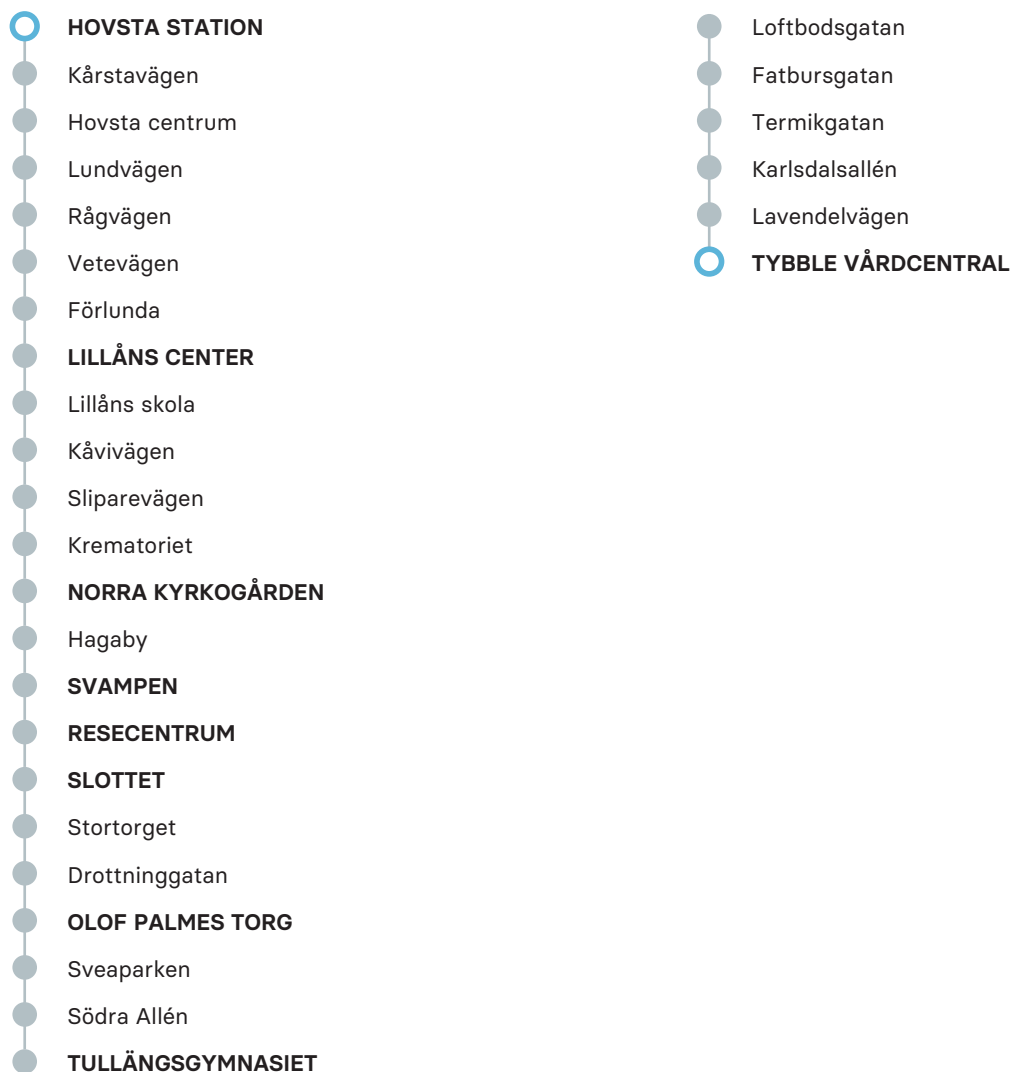 HOVSTA STATION
Kårstavägen
Hovsta centrum
Lundvägen
Rågvägen
Vetevägen
Förlunda
LILLÅNS CENTER
Lillåns skola
Kåvivägen
Sliparevägen
Krematoriet
NORRA KYRKOGÅRDEN
Hagaby
SVAMPEN
RESECENTRUM
SLOTTET
Stortorget
Drottninggatan
OLOF PALMES TORG
Sveaparken
Södra Allén
TULLÄNGSGYMNASIET
Loftbodsgatan
Fatbursgatan
Termikgatan
Karlsdalsallén
Lavendelvägen
TYBBLE VÅRDCENTRAL